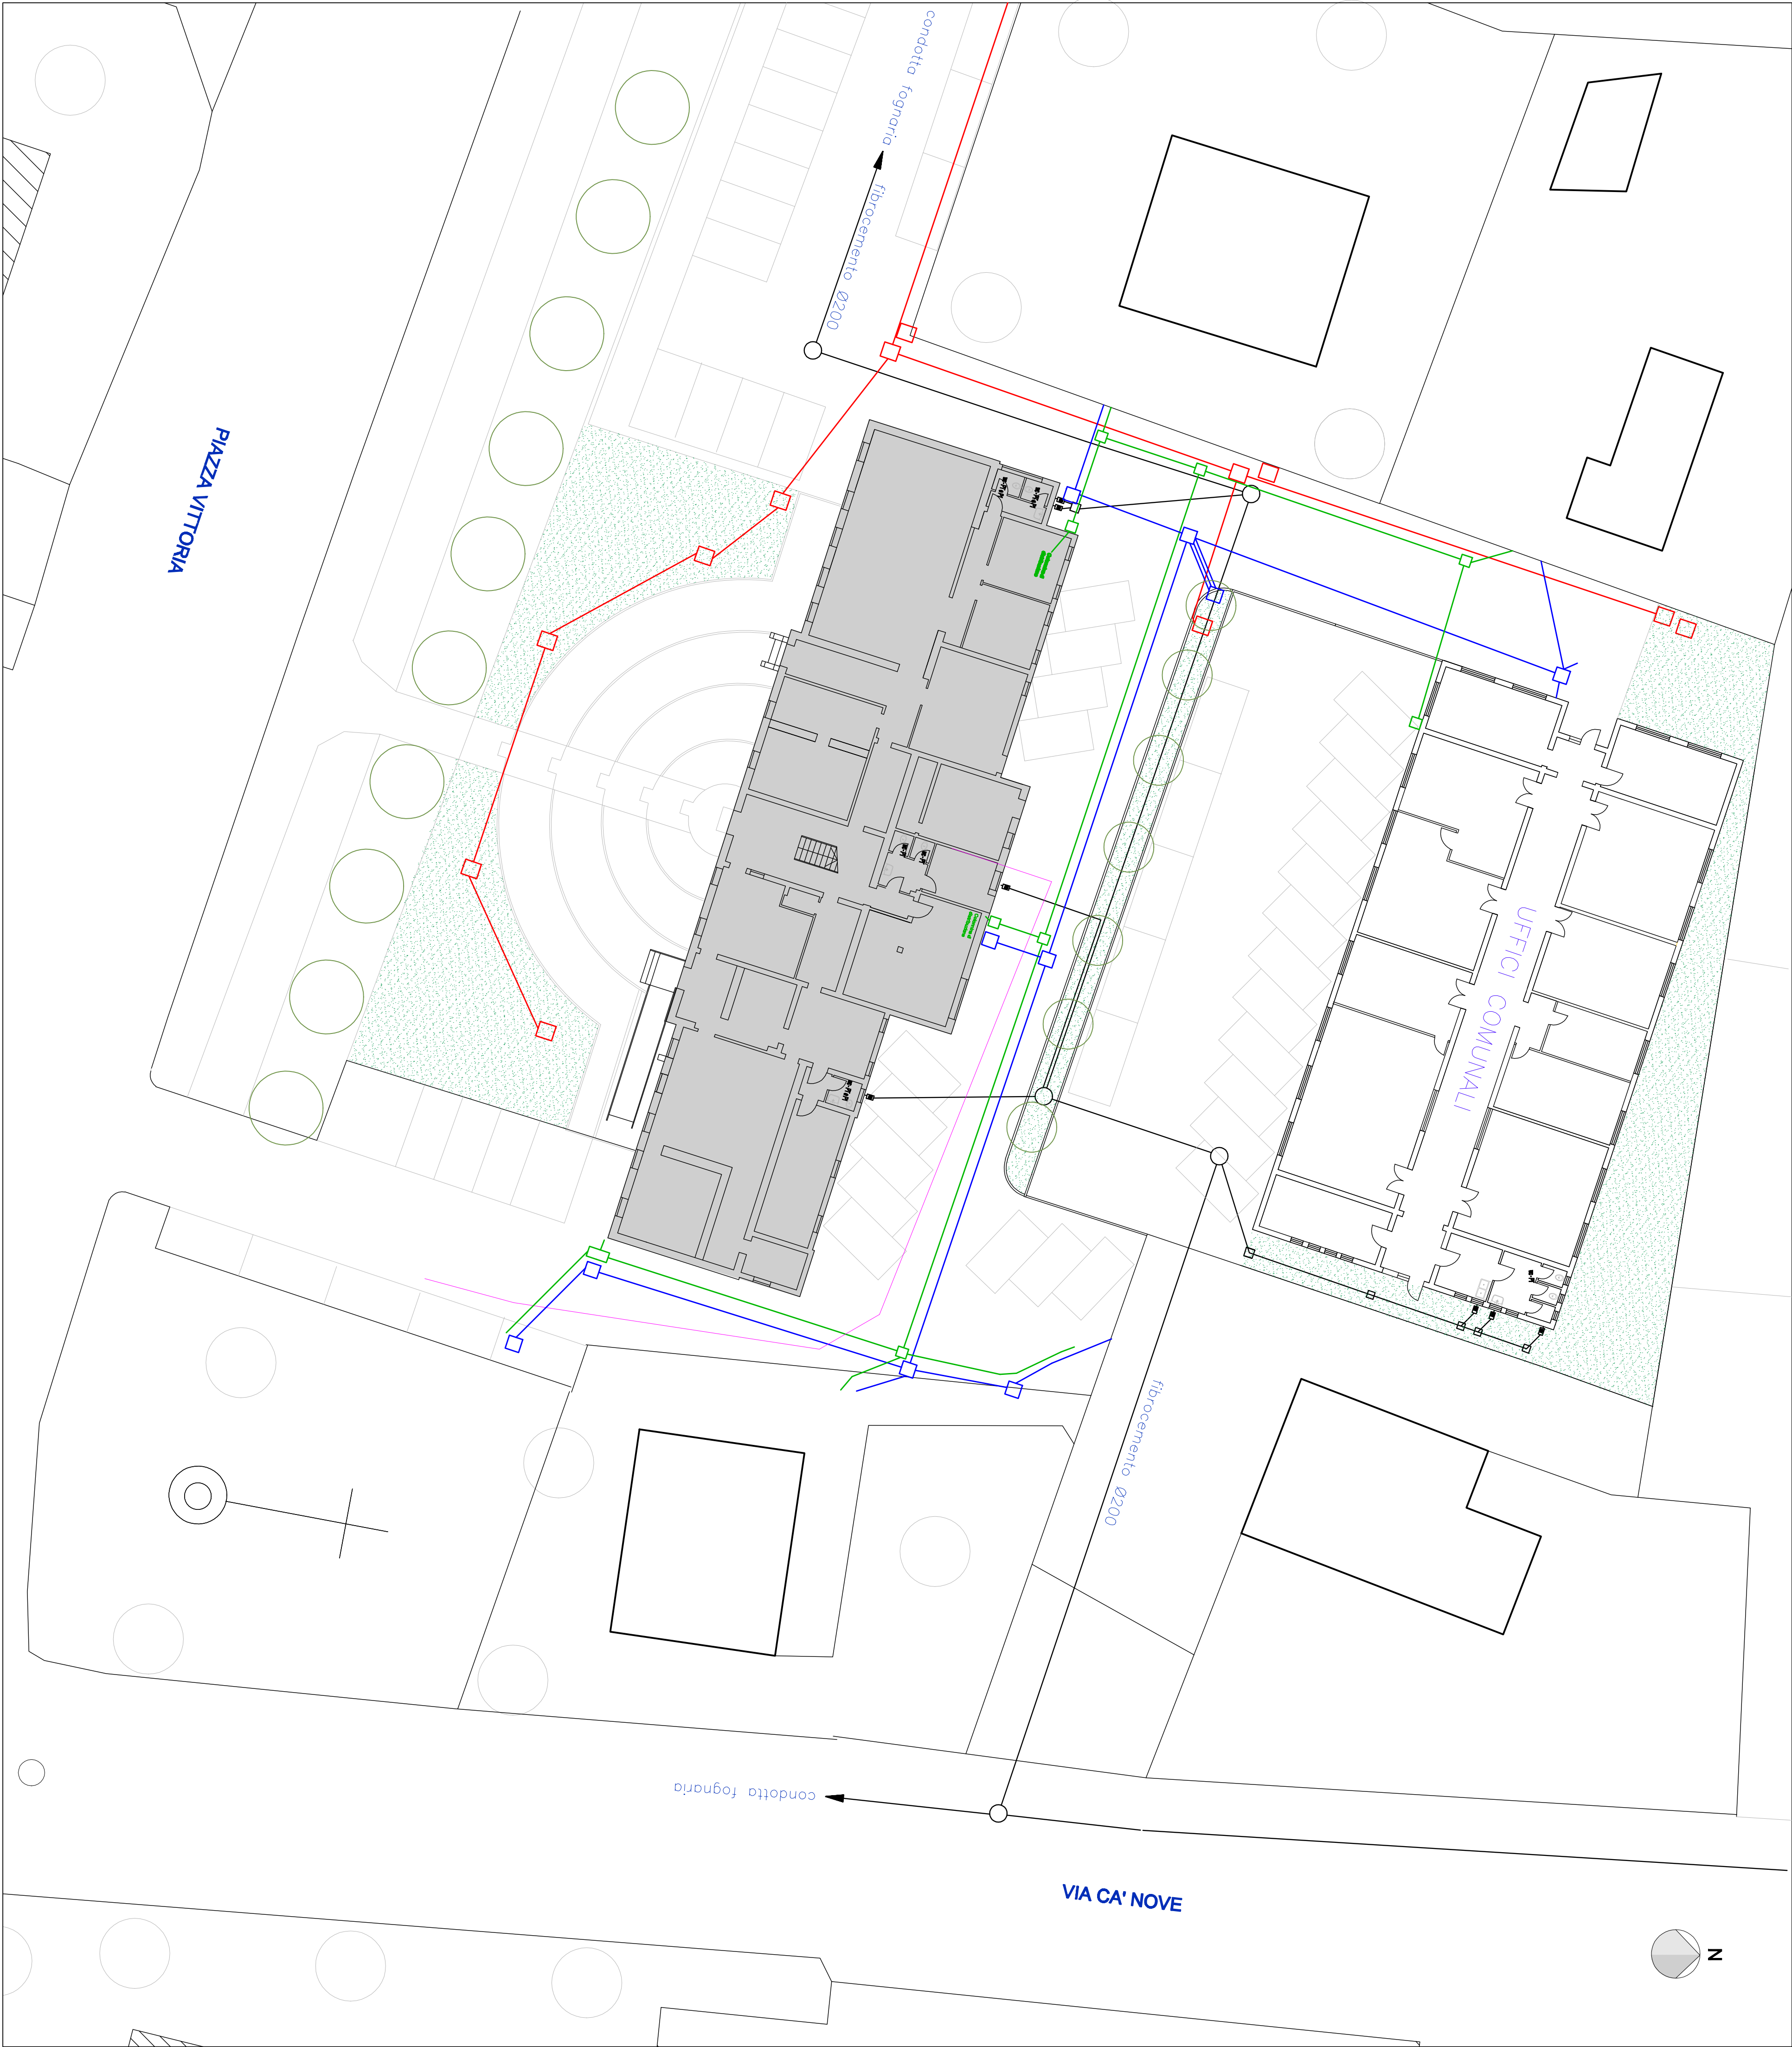 condotta fognaria
fibrocemento Ø200
PIAZZA VITTORIA
UFFICI COMUNALI
fibrocemento Ø200
condotta fognaria
VIA CA' NOVE
N